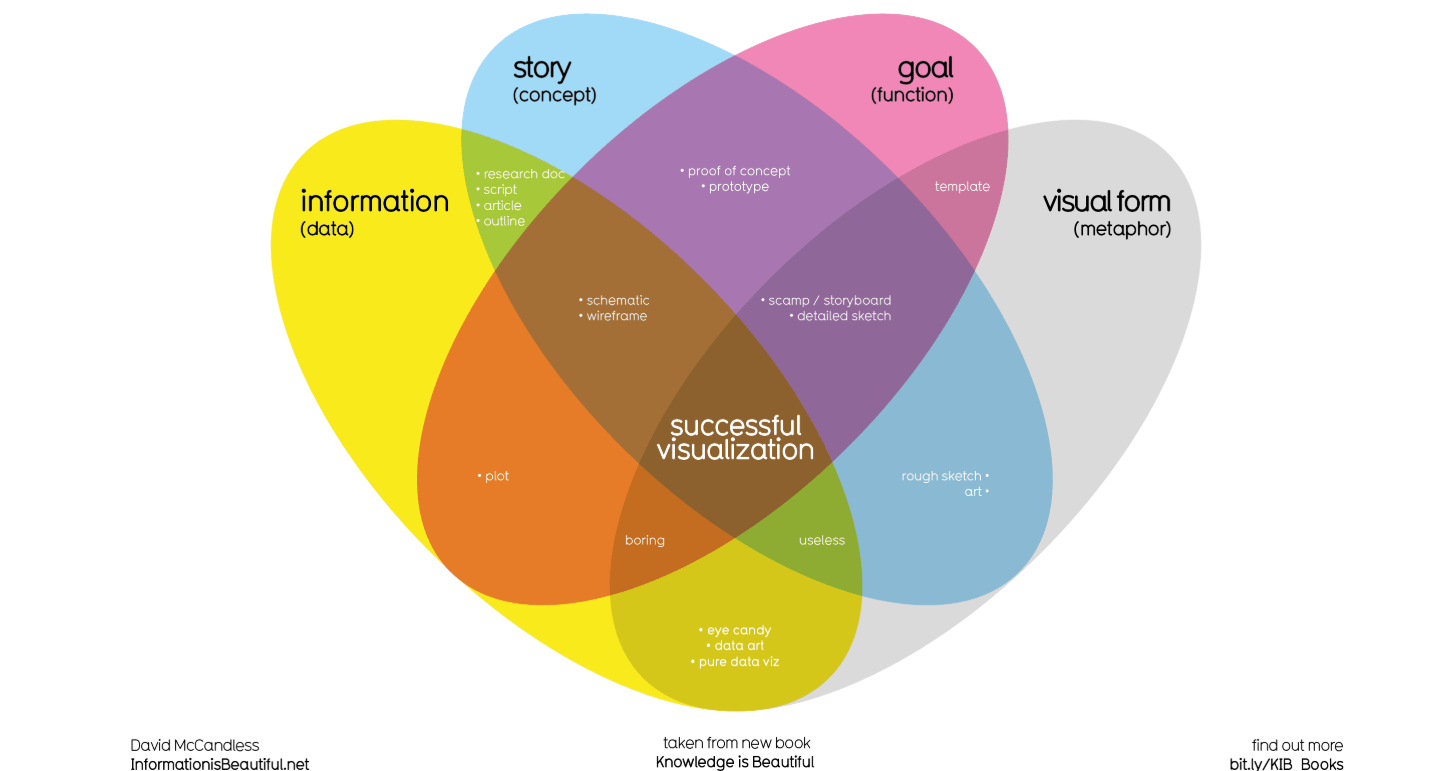 story
(concept)
goal
(function)
information
(data)
visual form
(metaphor)
• research doc
• script
• article
• outline
• proof of concept
• prototype
template
• schematic
• wireframe
• scamp / storyboard
• detailed sketch
successful
visualization
• plot
rough sketch •
art •
boring
useless
• eye candy
• data art
• pure data viz
David McCandless
InformationisBeautiful.net
taken from new book
Knowledge is Beautiful
find out more
bit.ly/KIB_Books